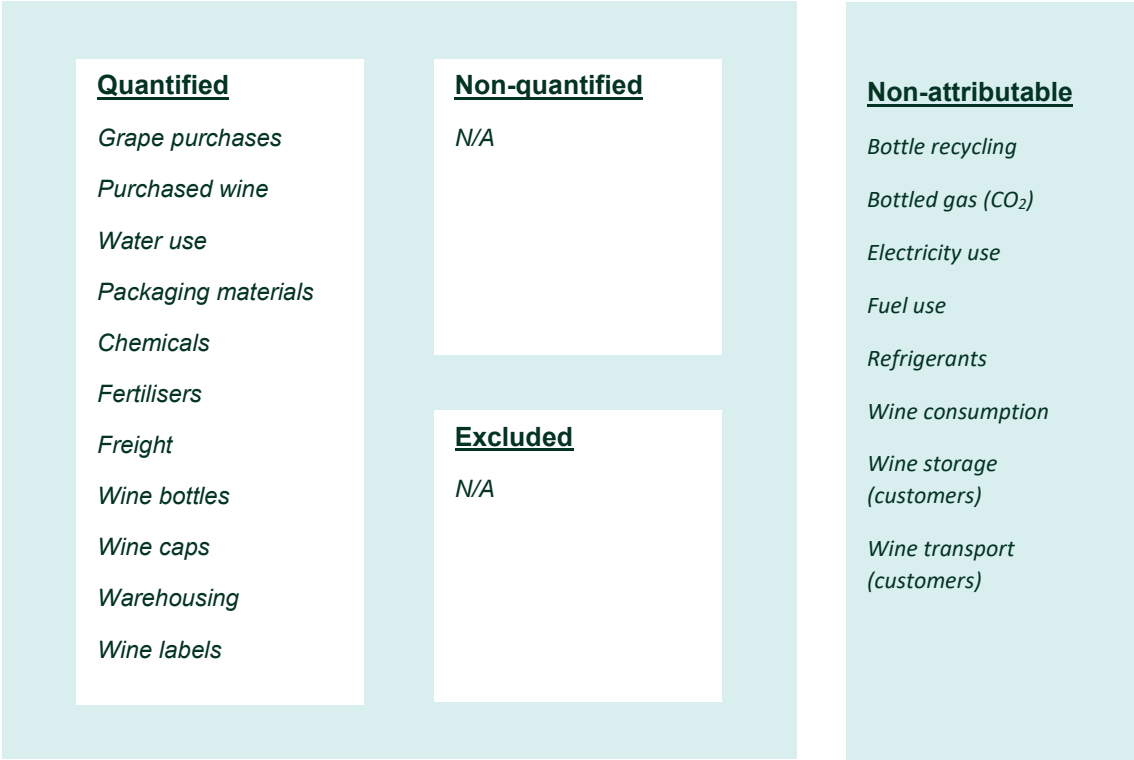 Quantified
Grape purchases
Purchased wine
Water use
Packaging materials
Chemicals
Fertilisers
Freight
Wine bottles
Wine caps
Warehousing
Wine labels
Non-quantified
N/A
Excluded
N/A
Non-attributable
Bottle recycling
Bottled gas (CO₂)
Electricity use
Fuel use
Refrigerants
Wine consumption
Wine storage
(customers)
Wine transport
(customers)